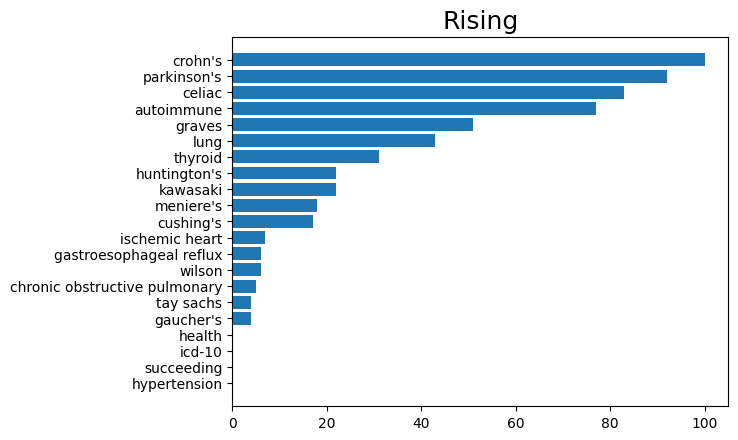 Rising
crohn's
parkinson's
celiac
autoimmune
graves
lung
thyroid
huntington's
kawasaki
meniere's
cushing's
ischemic heart
gastroesophageal reflux
wilson
chronic obstructive pulmonary
tay sachs
gaucher's
health
icd-10
succeeding
hypertension
0 20 40 60 80 100